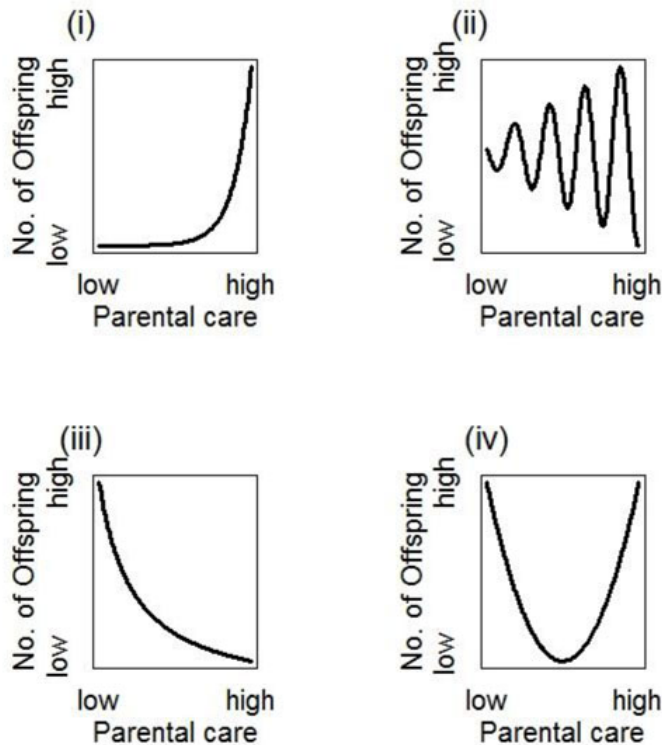 (i)
No. of Offspring
low high
low high
Parental care
(ii)
No. of Offspring
low high
low high
Parental care
(iii)
No. of Offspring
low high
low high
Parental care
(iv)
No. of Offspring
low high
low high
Parental care